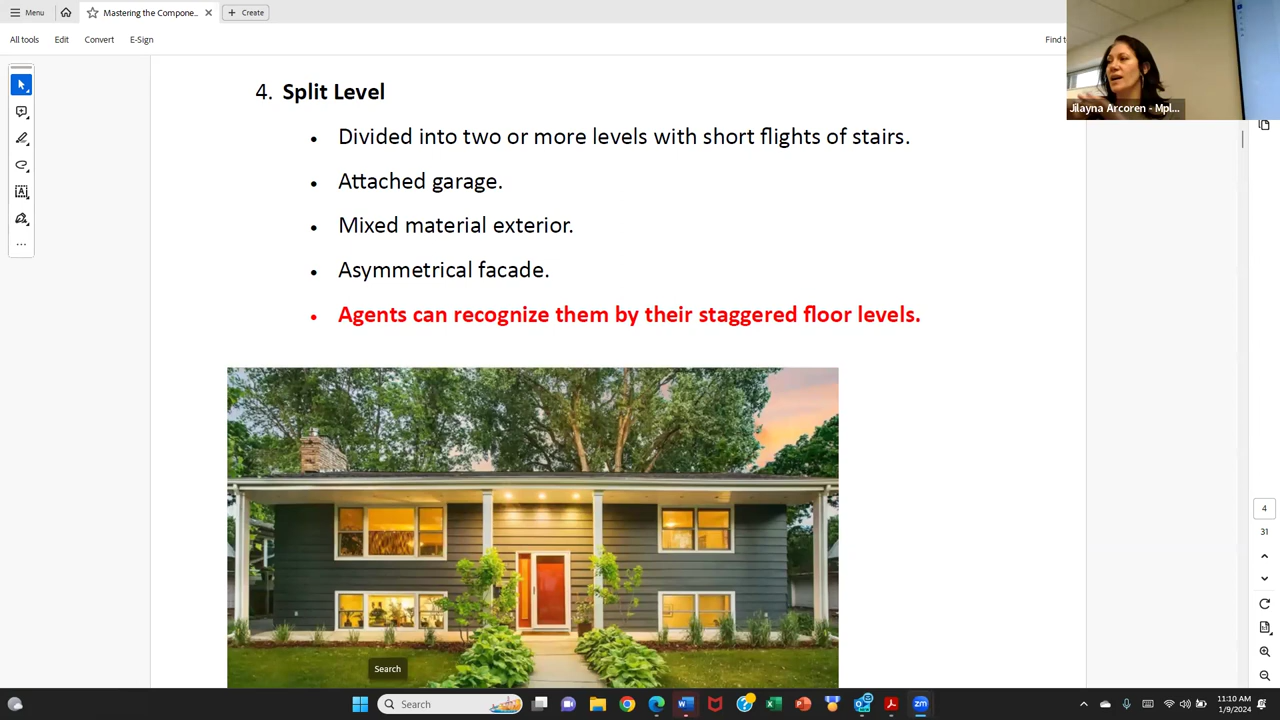 Menu
Mastering the Compone...
Create
All tools
Edit
Convert
E-Sign
Find te
Jilayna Arcoren - Mpl...
4. Split Level
• Divided into two or more levels with short flights of stairs.
• Attached garage.
• Mixed material exterior.
• Asymmetrical facade.
• Agents can recognize them by their staggered floor levels.
4
31
Search
Search
11:10 AM
1/9/2024